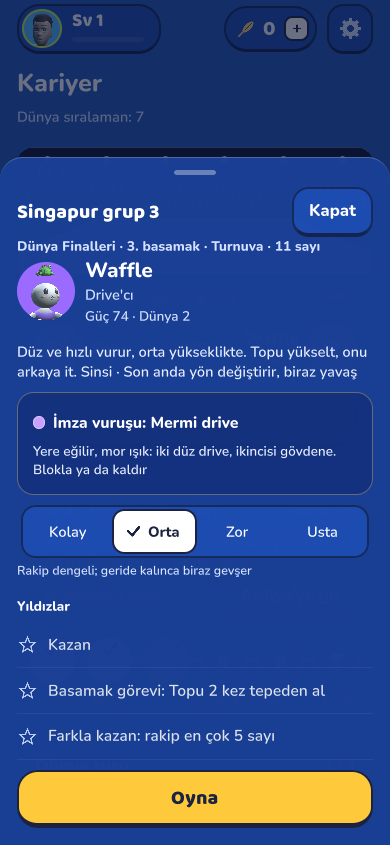 Sv 1
0
Kariyer
Dünya sıralaman: 7
Singapur grup 3
Kapat
Dünya Finalleri · 3. basamak · Turnuva · 11 sayı
Waffle
Drive'cı
Güç 74 · Dünya 2
Düz ve hızlı vurur, orta yükseklikte. Topu yükselt, onu
arkaya it. Sinsi · Son anda yön değiştirir, biraz yavaş
İmza vuruşu: Mermi drive
Yere eğilir, mor ışık: iki düz drive, ikincisi gövdene.
Blokla ya da kaldır
Kolay
Orta
Zor
Usta
Rakip dengeli; geride kalınca biraz gevşer
Yıldızlar
Kazan
Basamak görevi: Topu 2 kez tepeden al
Farkla kazan: rakip en çok 5 sayı
Oyna